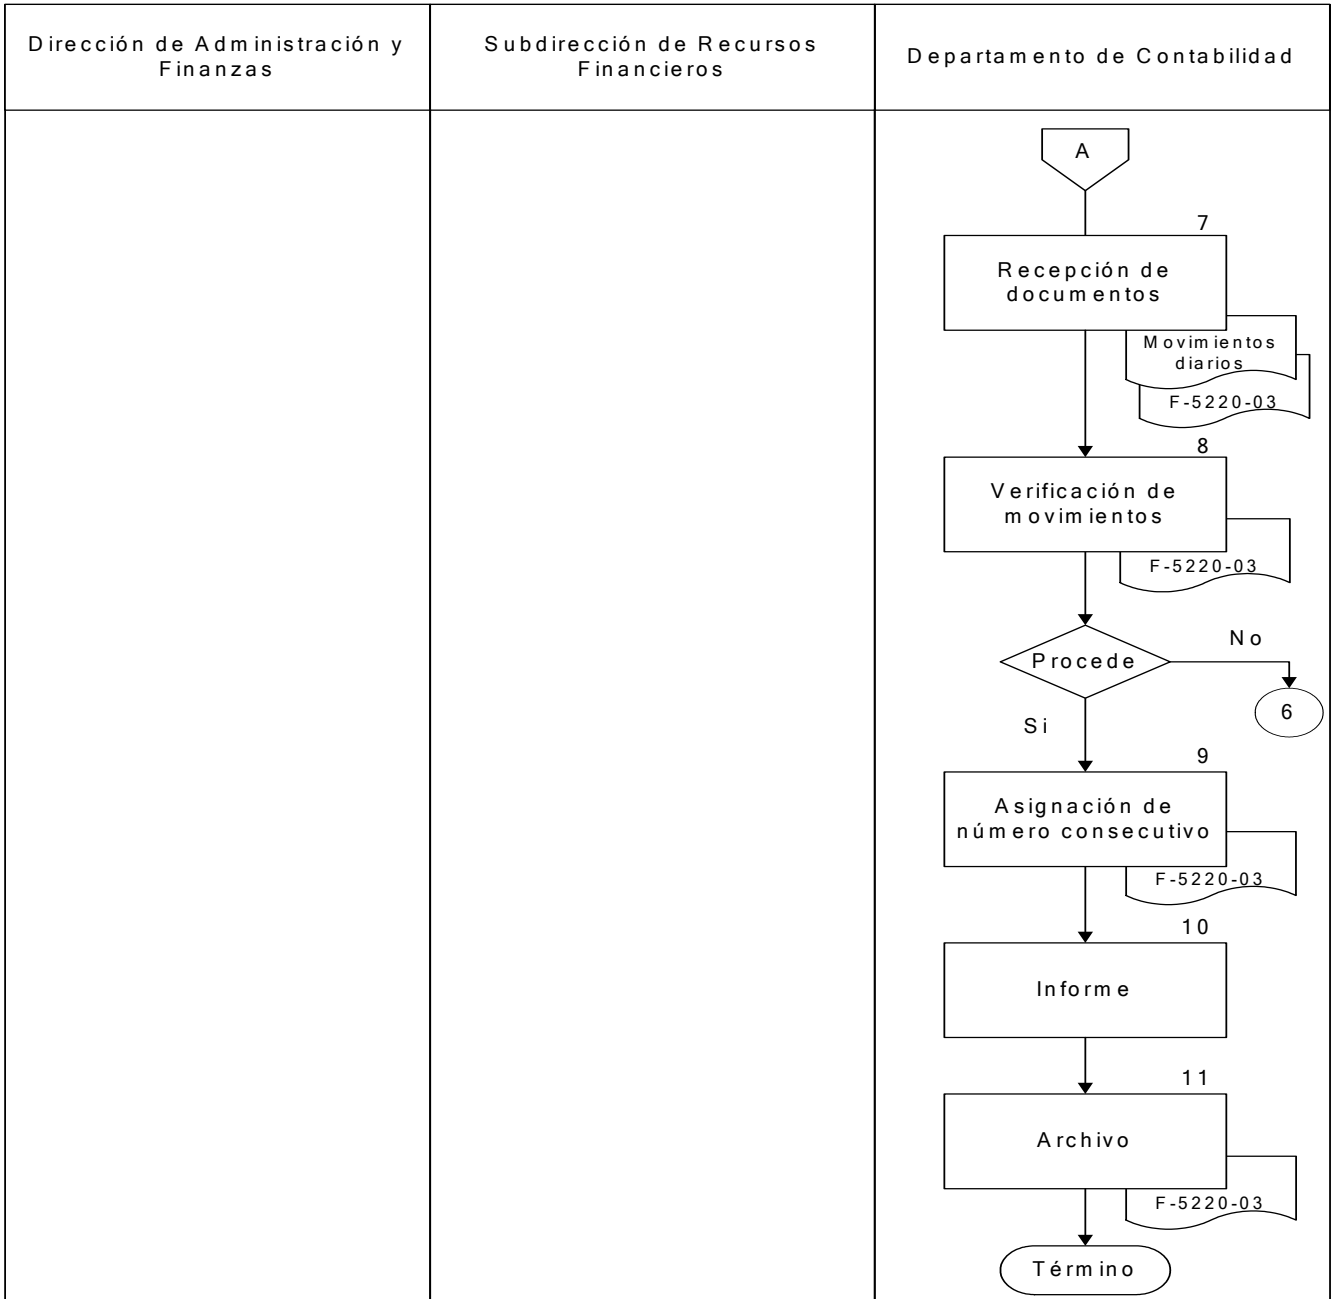 Dirección de Administración y
Finanzas
Subdirección de Recursos
Financieros
Departamento de Contabilidad
A
7
Recepción de
documentos
Movimientos
diarios
F-5220-03
8
Verificación de
movimientos
F-5220-03
Procede
No
6
Si
9
Asignación de
número consecutivo
F-5220-03
10
Informe
11
Archivo
F-5220-03
Término